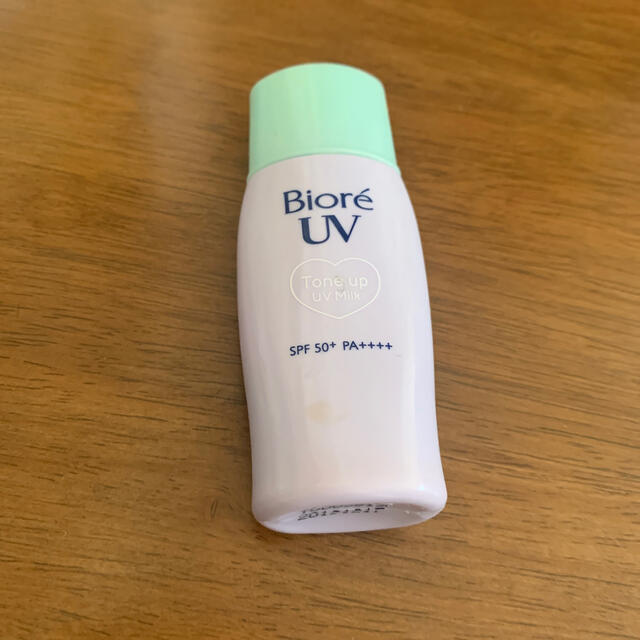 Bioré
UV
Tone up
UV Milk
SPF 50+ PA++++